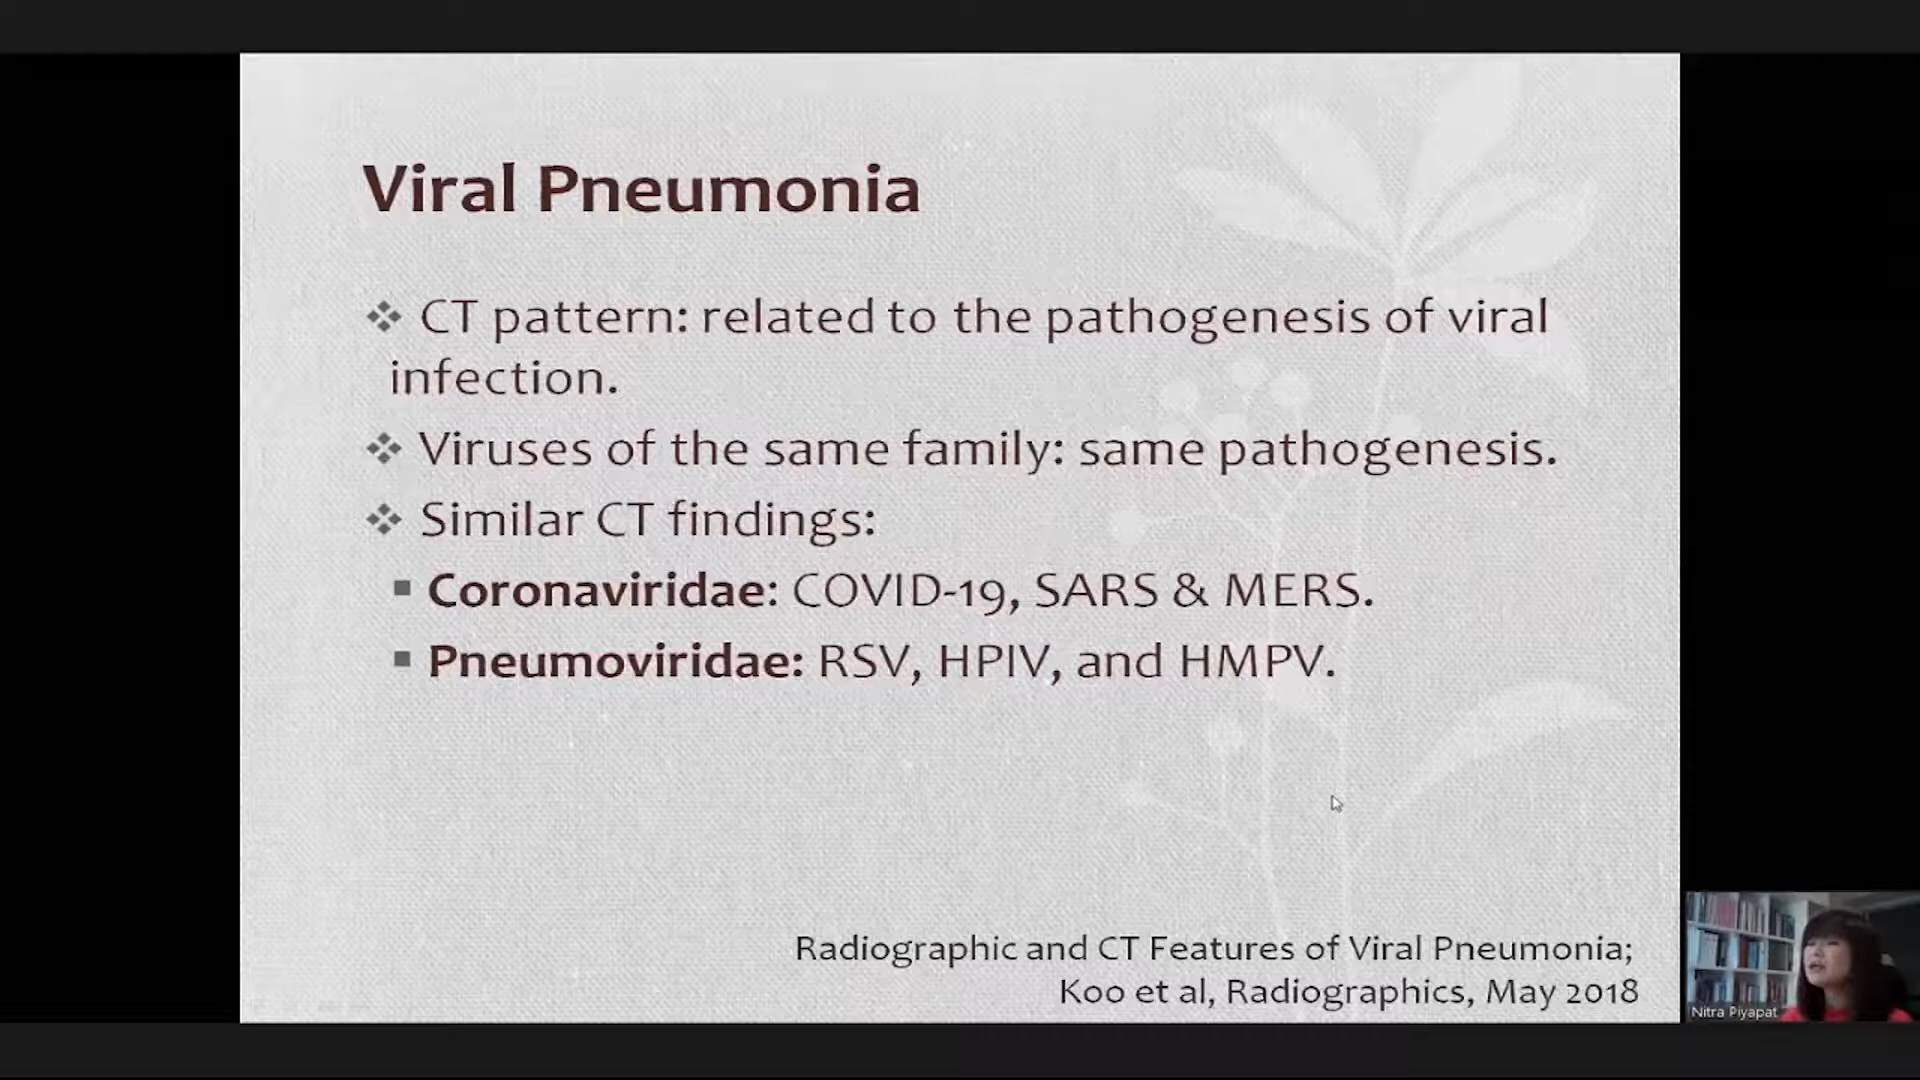 Viral Pneumonia
❖ CT pattern: related to the pathogenesis of viral
infection.
❖ Viruses of the same family: same pathogenesis.
❖ Similar CT findings:
▪ Coronaviridae: COVID-19, SARS & MERS.
▪ Pneumoviridae: RSV, HPIV, and HMPV.
Radiographic and CT Features of Viral Pneumonia;
Koo et al, Radiographics, May 2018
Nitra Piyapat